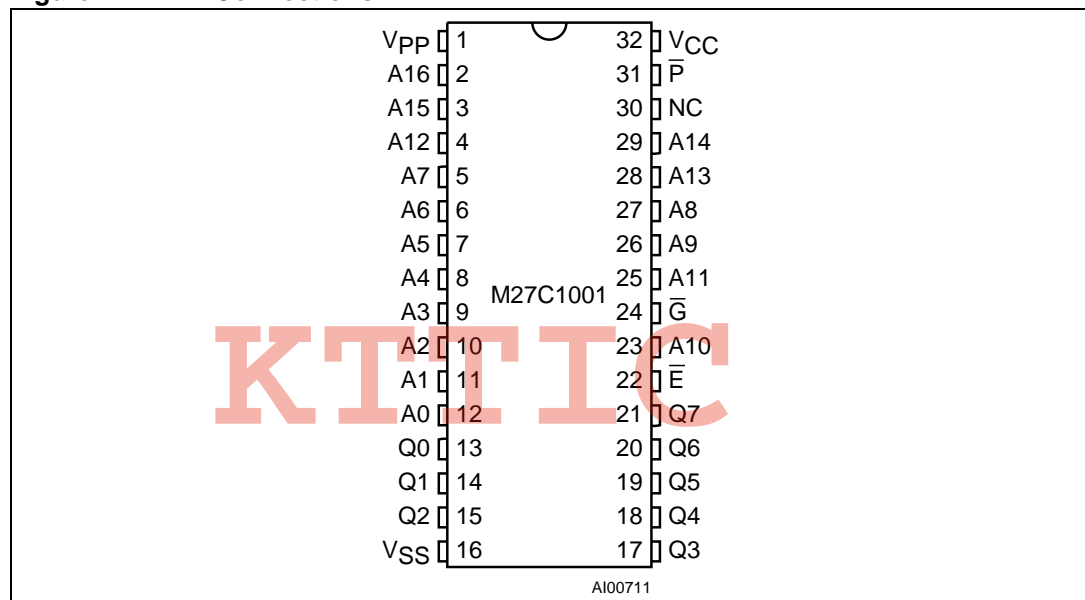 VPP 1 32 VCC
A16 2 31 P̅
A15 3 30 NC
A12 4 29 A14
A7 5 28 A13
A6 6 27 A8
A5 7 26 A9
A4 8 25 A11
M27C1001
A3 9 24 G̅
A2 10 23 A10
A1 11 22 E̅
A0 12 21 Q7
KTTIC
Q0 13 20 Q6
Q1 14 19 Q5
Q2 15 18 Q4
VSS 16 17 Q3
AI00711